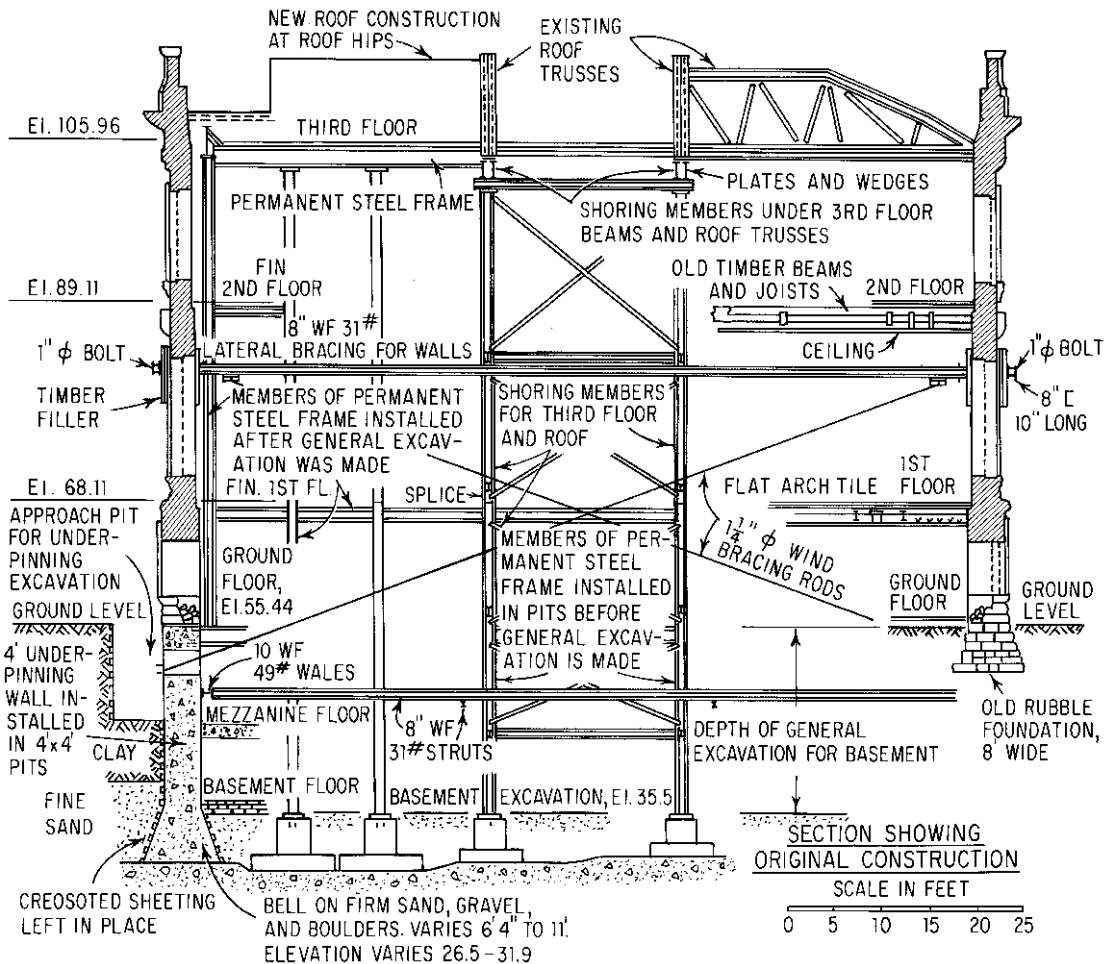 NEW ROOF CONSTRUCTION
AT ROOF HIPS
EXISTING
ROOF
TRUSSES
El. 105.96
THIRD FLOOR
PERMANENT STEEL FRAME
PLATES AND WEDGES
SHORING MEMBERS UNDER 3RD FLOOR
BEAMS AND ROOF TRUSSES
El. 89.11
FIN
2ND FLOOR
OLD TIMBER BEAMS
AND JOISTS
2ND FLOOR
CEILING
8" WF 31#
LATERAL BRACING FOR WALLS
1" φ BOLT
TIMBER
FILLER
1" φ BOLT
8" [
10" LONG
MEMBERS OF PERMANENT
STEEL FRAME INSTALLED
AFTER GENERAL EXCAV-
ATION WAS MADE
FIN. 1ST FL.
SHORING MEMBERS
FOR THIRD FLOOR
AND ROOF
SPLICE
El. 68.11
1ST
FLOOR
FLAT ARCH TILE
APPROACH PIT
FOR UNDER-
PINNING
EXCAVATION
GROUND LEVEL
GROUND
FLOOR,
El. 55.44
MEMBERS OF PER-
MANENT STEEL
FRAME INSTALLED
IN PITS BEFORE
GENERAL EXCAV-
ATION IS MADE
1 1/4" φ WIND
BRACING RODS
GROUND
FLOOR
GROUND
LEVEL
4' UNDER-
PINNING
WALL IN-
STALLED
IN 4'x4'
PITS
10 WF
49# WALES
MEZZANINE FLOOR
8" WF
31# STRUTS
DEPTH OF GENERAL
EXCAVATION FOR BASEMENT
OLD RUBBLE
FOUNDATION,
8' WIDE
CLAY
FINE
SAND
BASEMENT FLOOR
BASEMENT EXCAVATION, El. 35.5
CREOSOTED SHEETING
LEFT IN PLACE
BELL ON FIRM SAND, GRAVEL,
AND BOULDERS. VARIES 6'4" TO 11'.
ELEVATION VARIES 26.5-31.9
SECTION SHOWING
ORIGINAL CONSTRUCTION
SCALE IN FEET
0 5 10 15 20 25